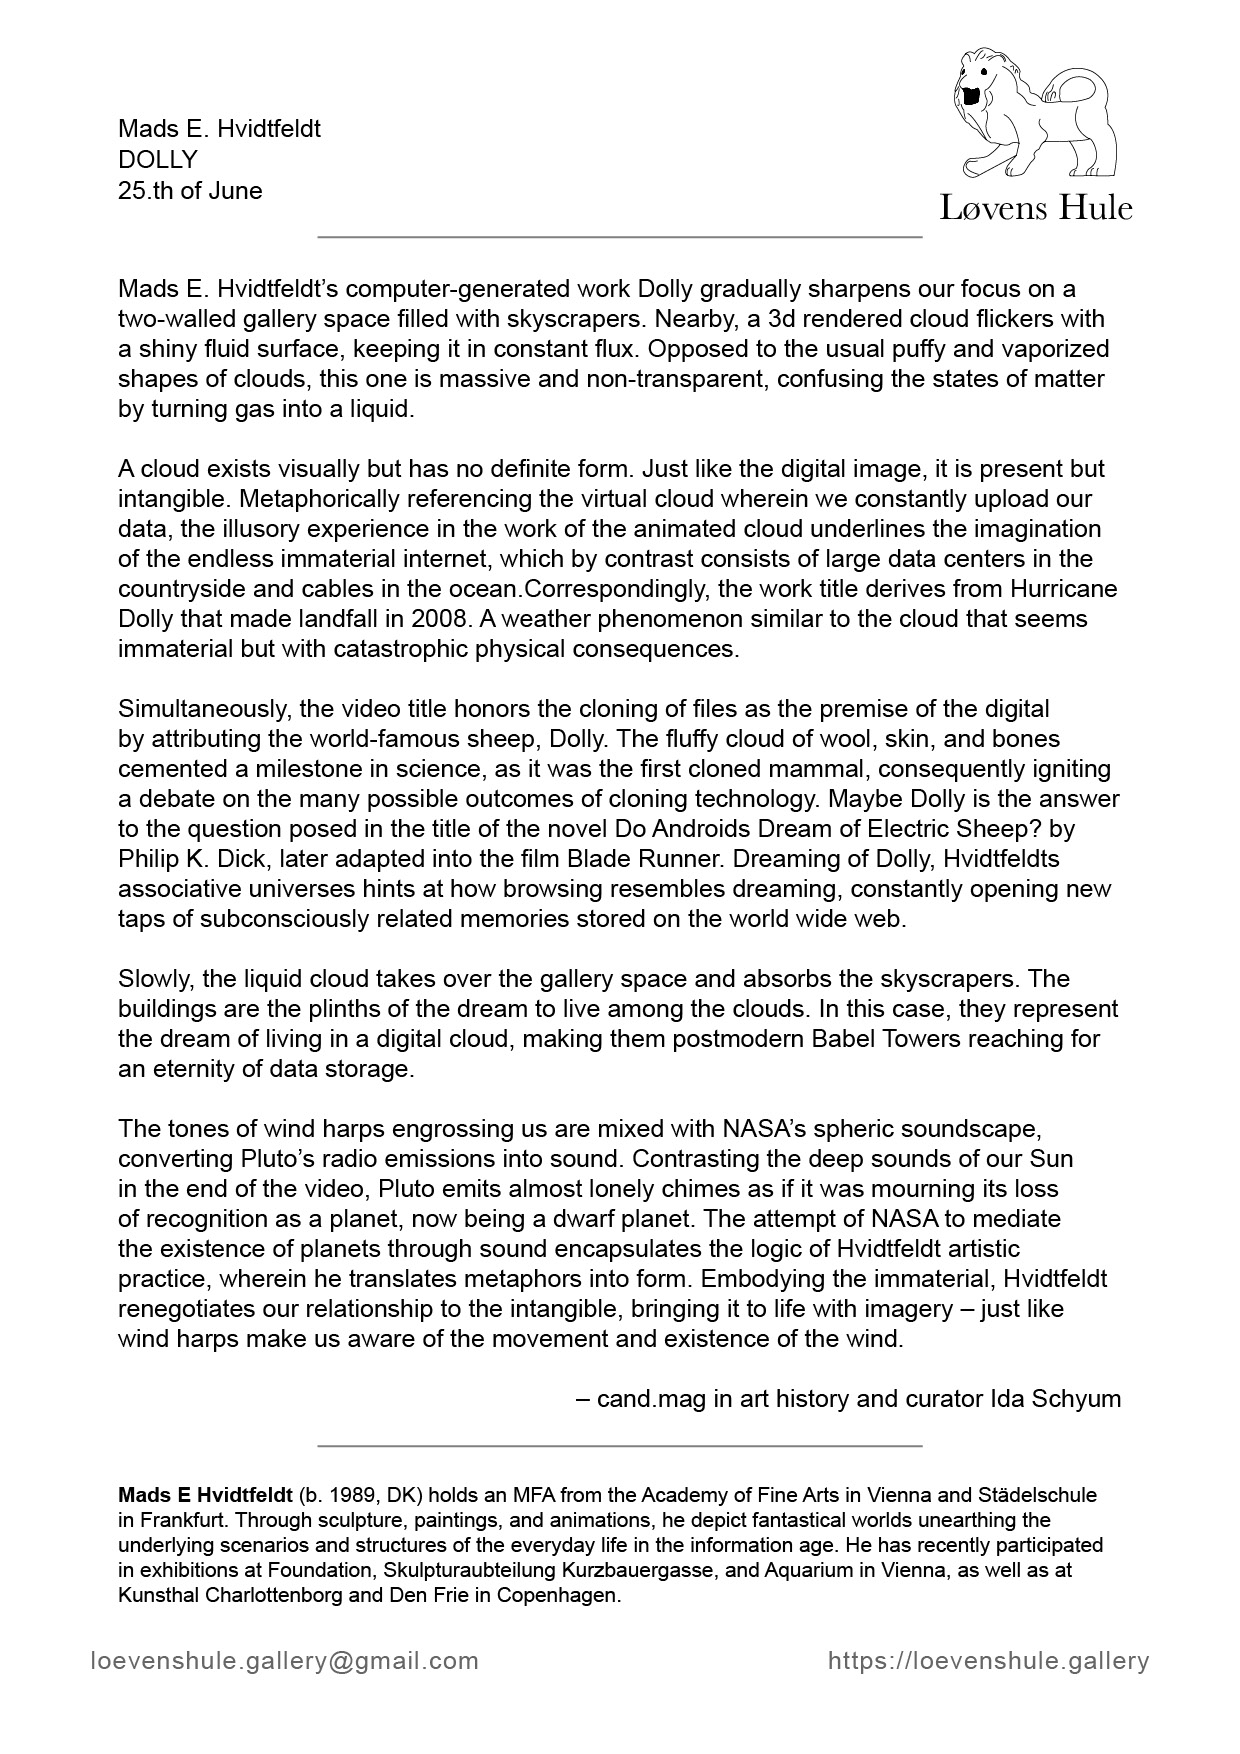 Mads E. Hvidtfeldt
DOLLY
25.th of June
Løvens Hule
Mads E. Hvidtfeldt’s computer-generated work Dolly gradually sharpens our focus on a
two-walled gallery space filled with skyscrapers. Nearby, a 3d rendered cloud flickers with
a shiny fluid surface, keeping it in constant flux. Opposed to the usual puffy and vaporized
shapes of clouds, this one is massive and non-transparent, confusing the states of matter
by turning gas into a liquid.
A cloud exists visually but has no definite form. Just like the digital image, it is present but
intangible. Metaphorically referencing the virtual cloud wherein we constantly upload our
data, the illusory experience in the work of the animated cloud underlines the imagination
of the endless immaterial internet, which by contrast consists of large data centers in the
countryside and cables in the ocean.Correspondingly, the work title derives from Hurricane
Dolly that made landfall in 2008. A weather phenomenon similar to the cloud that seems
immaterial but with catastrophic physical consequences.
Simultaneously, the video title honors the cloning of files as the premise of the digital
by attributing the world-famous sheep, Dolly. The fluffy cloud of wool, skin, and bones
cemented a milestone in science, as it was the first cloned mammal, consequently igniting
a debate on the many possible outcomes of cloning technology. Maybe Dolly is the answer
to the question posed in the title of the novel Do Androids Dream of Electric Sheep? by
Philip K. Dick, later adapted into the film Blade Runner. Dreaming of Dolly, Hvidtfeldts
associative universes hints at how browsing resembles dreaming, constantly opening new
taps of subconsciously related memories stored on the world wide web.
Slowly, the liquid cloud takes over the gallery space and absorbs the skyscrapers. The
buildings are the plinths of the dream to live among the clouds. In this case, they represent
the dream of living in a digital cloud, making them postmodern Babel Towers reaching for
an eternity of data storage.
The tones of wind harps engrossing us are mixed with NASA’s spheric soundscape,
converting Pluto’s radio emissions into sound. Contrasting the deep sounds of our Sun
in the end of the video, Pluto emits almost lonely chimes as if it was mourning its loss
of recognition as a planet, now being a dwarf planet. The attempt of NASA to mediate
the existence of planets through sound encapsulates the logic of Hvidtfeldt artistic
practice, wherein he translates metaphors into form. Embodying the immaterial, Hvidtfeldt
renegotiates our relationship to the intangible, bringing it to life with imagery – just like
wind harps make us aware of the movement and existence of the wind.
– cand.mag in art history and curator Ida Schyum
Mads E Hvidtfeldt (b. 1989, DK) holds an MFA from the Academy of Fine Arts in Vienna and Städelschule
in Frankfurt. Through sculpture, paintings, and animations, he depict fantastical worlds unearthing the
underlying scenarios and structures of the everyday life in the information age. He has recently participated
in exhibitions at Foundation, Skulpturaubteilung Kurzbauergasse, and Aquarium in Vienna, as well as at
Kunsthal Charlottenborg and Den Frie in Copenhagen.
loevenshule.gallery@gmail.com
https://loevenshule.gallery